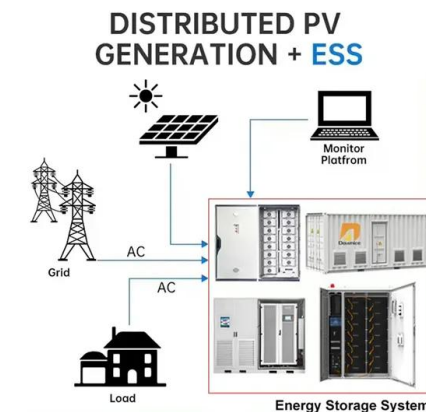 DISTRIBUTED PV
GENERATION + ESS
Monitor
Platfrom
AC
Grid
AC
Load
Energy Storage System